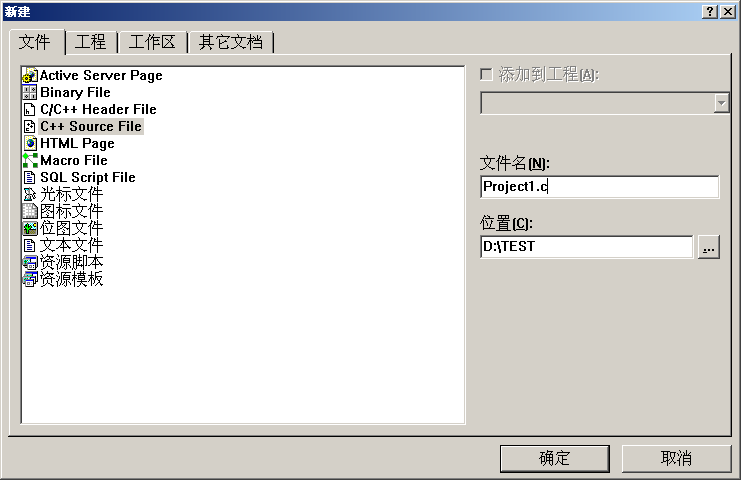 新建
文件 工程 工作区 其它文档
Active Server Page
Binary File
C/C++ Header File
C++ Source File
HTML Page
Macro File
SQL Script File
光标文件
图标文件
位图文件
文本文件
资源脚本
资源模板
添加到工程(A):
文件名(N):
Project1.c
位置(C):
D:\TEST
...
确定 取消